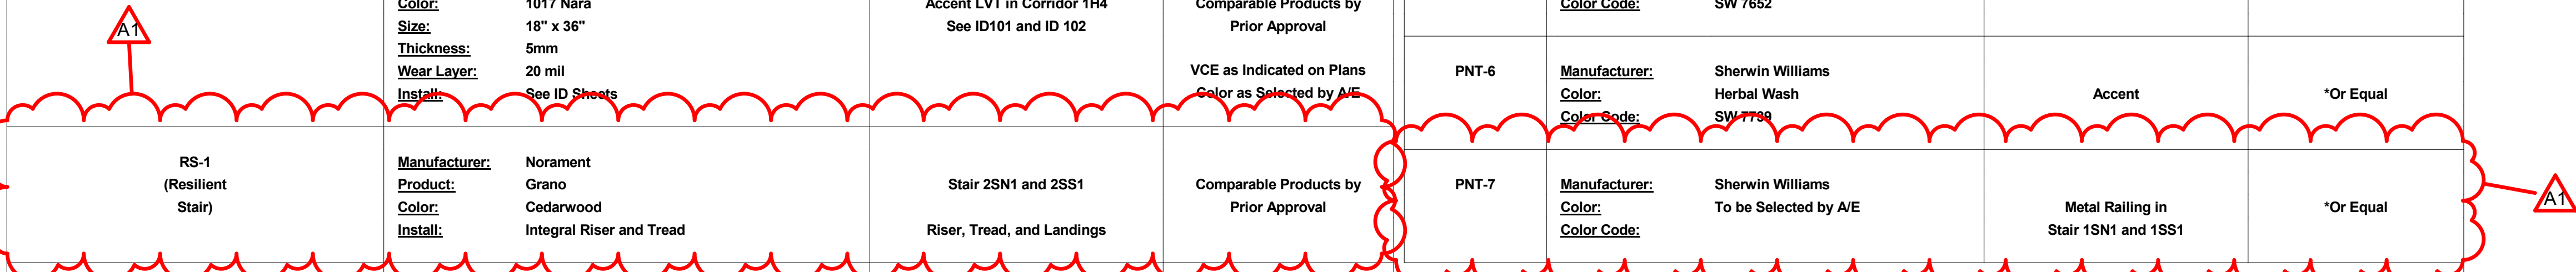 A1
Color: 1017 Nara
Size: 18" x 36"
Thickness: 5mm
Wear Layer: 20 mil
Install: See ID Sheets
Accent LVT in Corridor 1H4
See ID101 and ID 102
Comparable Products by
Prior Approval
VCE as Indicated on Plans
Color as Selected by A/E
RS-1
(Resilient
Stair)
Manufacturer: Norament
Product: Grano
Color: Cedarwood
Install: Integral Riser and Tread
Stair 2SN1 and 2SS1
Riser, Tread, and Landings
Comparable Products by
Prior Approval
Color Code: SW 7652
PNT-6
Manufacturer: Sherwin Williams
Color: Herbal Wash
Color Code: SW 7739
Accent
*Or Equal
PNT-7
Manufacturer: Sherwin Williams
Color: To be Selected by A/E
Color Code:
Metal Railing in
Stair 1SN1 and 1SS1
*Or Equal
A1